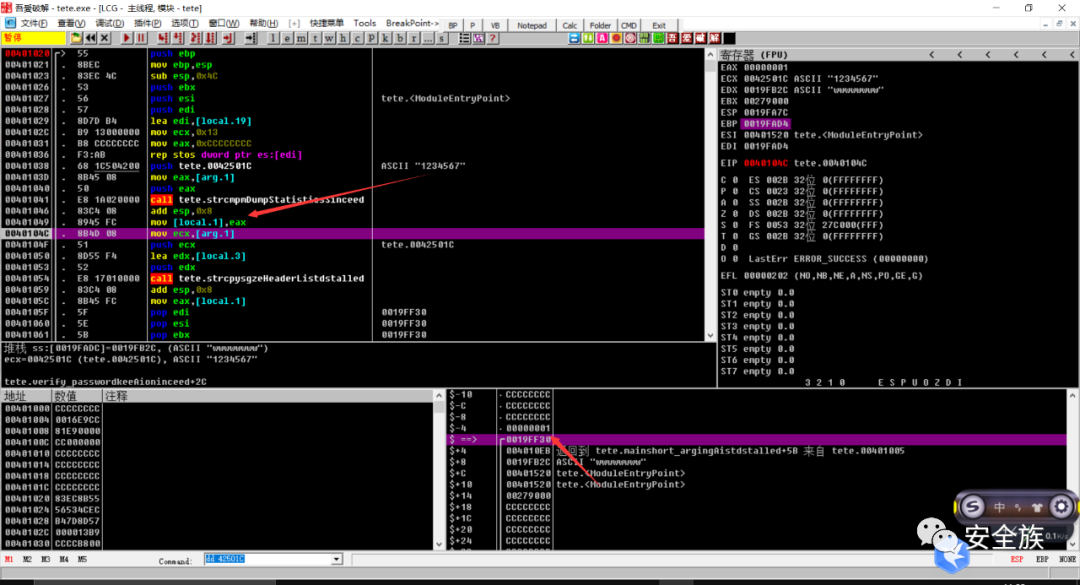 吾爱破解 - tete.exe - [LCG - 主线程, 模块 - tete]
文件(F) 查看(V) 调试(D) 插件(P) 选项(T) 窗口(W) 帮助(H) [+] 快捷菜单 Tools BreakPoint-> BP P VB Notepad Calc Folder CMD Exit
暂停 l e m t w h c p k b r ... s
00401020 55 push ebp
00401021 . 8BEC mov ebp,esp
00401023 . 83EC 4C sub esp,0x4C
00401026 . 53 push ebx
00401027 . 56 push esi tete.<ModuleEntryPoint>
00401028 . 57 push edi
00401029 . 8D7D B4 lea edi,[local.19]
0040102C . B9 13000000 mov ecx,0x13
00401031 . B8 CCCCCCCC mov eax,0xCCCCCCCC
00401036 . F3:AB rep stos dword ptr es:[edi]
00401038 . 68 1C504200 push tete.0042501C ASCII "1234567"
0040103D . 8B45 08 mov eax,[arg.1]
00401040 . 50 push eax
00401041 . E8 1A020000 call tete.strcmpmDumpStatisticssinceed
00401046 . 83C4 08 add esp,0x8
00401049 . 8945 FC mov [local.1],eax
0040104C . 8B4D 08 mov ecx,[arg.1]
0040104F . 51 push ecx tete.0042501C
00401050 . 8D55 F4 lea edx,[local.3]
00401053 . 52 push edx
00401054 . E8 17010000 call tete.strcpysgzeHeaderListdstalled
00401059 . 83C4 08 add esp,0x8
0040105C . 8B45 FC mov eax,[local.1]
0040105F . 5F pop edi 0019FF30
00401060 . 5E pop esi 0019FF30
00401061 . 5B pop ebx 0019FF30
堆栈 ss:[0019FADC]=0019FB2C, (ASCII "wwwwwwww")
ecx=0042501C (tete.0042501C), ASCII "1234567"
tete.verify_passwordkeeAioninceed+2C
寄存器 (FPU) < < < < < <
EAX 00000001
ECX 0042501C ASCII "1234567"
EDX 0019FB2C ASCII "wwwwwwww"
EBX 00279000
ESP 0019FA7C
EBP 0019FAD4
ESI 00401520 tete.<ModuleEntryPoint>
EDI 0019FAD4
EIP 0040104C tete.0040104C
C 0 ES 002B 32位 0(FFFFFFFF)
P 0 CS 0023 32位 0(FFFFFFFF)
A 0 SS 002B 32位 0(FFFFFFFF)
Z 0 DS 002B 32位 0(FFFFFFFF)
S 0 FS 0053 32位 27C000(FFF)
T 0 GS 002B 32位 0(FFFFFFFF)
D 0
O 0 LastErr ERROR_SUCCESS (00000000)
EFL 00000202 (NO,NB,NE,A,NS,PO,GE,G)
ST0 empty 0.0
ST1 empty 0.0
ST2 empty 0.0
ST3 empty 0.0
ST4 empty 0.0
ST5 empty 0.0
ST6 empty 0.0
ST7 empty 0.0
3 2 1 0 E S P U O Z D I
地址 数值 注释
00401000 CCCCCCCC
00401004 0016E9CC
00401008 81E90000
0040100C CC000000
00401010 CCCCCCCC
00401014 CCCCCCCC
00401018 CCCCCCCC
0040101C CCCCCCCC
00401020 83EC8B55
00401024 56534CEC
00401028 B47D8D57
0040102C 000013B9
00401030 CCCCB800
$-10 CCCCCCCC
$-C CCCCCCCC
$-8 CCCCCCCC
$-4 00000001
$ ==> 0019FF30
$+4 004010EB 返回到 tete.mainshort_argingAistdstalled+5B 来自 tete.00401005
$+8 0019FB2C ASCII "wwwwwwww"
$+C 00401520 tete.<ModuleEntryPoint>
$+10 00401520 tete.<ModuleEntryPoint>
$+14 00279000
$+18 CCCCCCCC
$+1C CCCCCCCC
$+20 CCCCCCCC
$+24 CCCCCCCC
M1 M2 M3 M4 M5 Command: dd 42501C ESP EBP NONE
中
安全族